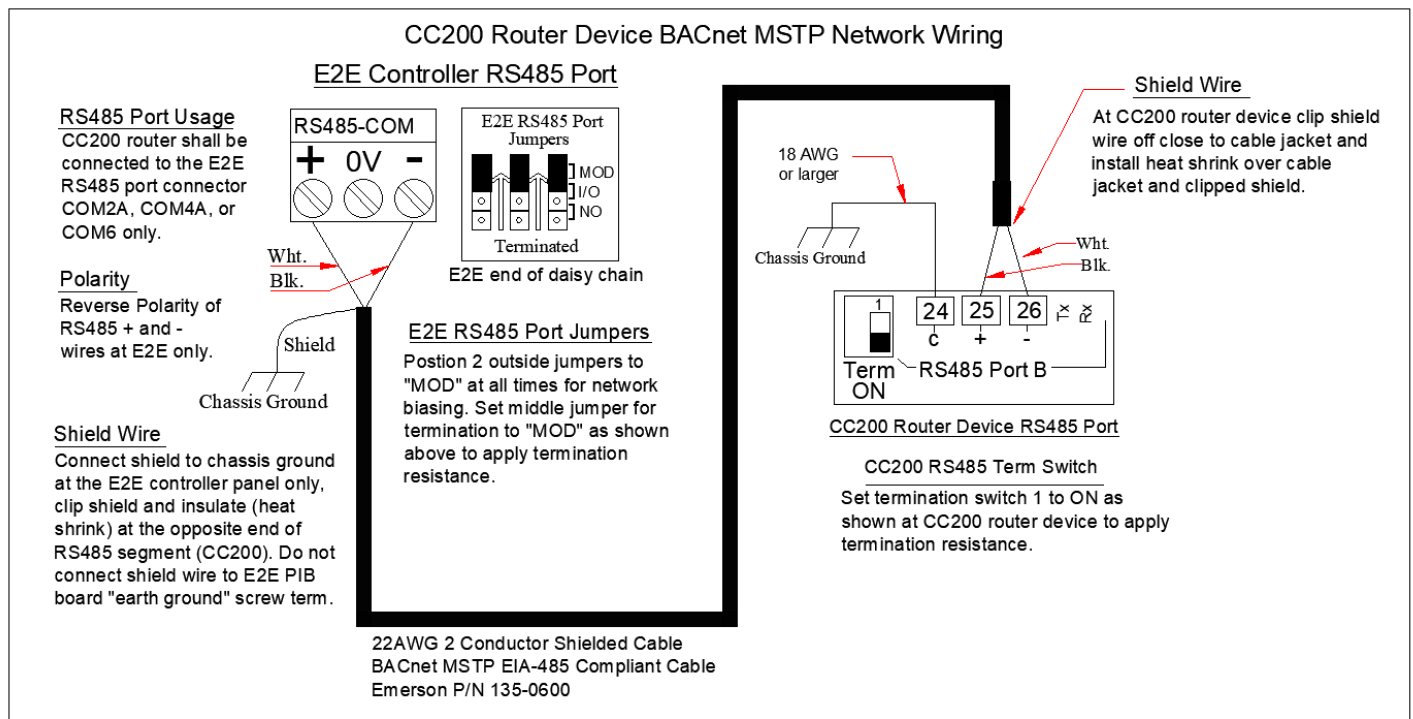 CC200 Router Device BACnet MSTP Network Wiring
E2E Controller RS485 Port
RS485 Port Usage
CC200 router shall be
connected to the E2E
RS485 port connector
COM2A, COM4A, or
COM6 only.
Polarity
Reverse Polarity of
RS485 + and -
wires at E2E only.
Shield Wire
Connect shield to chassis ground
at the E2E controller panel only,
clip shield and insulate (heat
shrink) at the opposite end of
RS485 segment (CC200). Do not
connect shield wire to E2E PIB
board "earth ground" screw term.
RS485-COM
+ 0V -
Wht.
Blk.
Shield
Chassis Ground
E2E RS485 Port
Jumpers
MOD
I/O
NO
Terminated
E2E end of daisy chain
E2E RS485 Port Jumpers
Postion 2 outside jumpers to
"MOD" at all times for network
biasing. Set middle jumper for
termination to "MOD" as shown
above to apply termination
resistance.
22AWG 2 Conductor Shielded Cable
BACnet MSTP EIA-485 Compliant Cable
Emerson P/N 135-0600
Shield Wire
At CC200 router device clip shield
wire off close to cable jacket and
install heat shrink over cable
jacket and clipped shield.
18 AWG
or larger
Chassis Ground
Wht.
Blk.
1
24 25 26 Tx Rx
C + -
Term
ON
RS485 Port B
CC200 Router Device RS485 Port
CC200 RS485 Term Switch
Set termination switch 1 to ON as
shown at CC200 router device to apply
termination resistance.